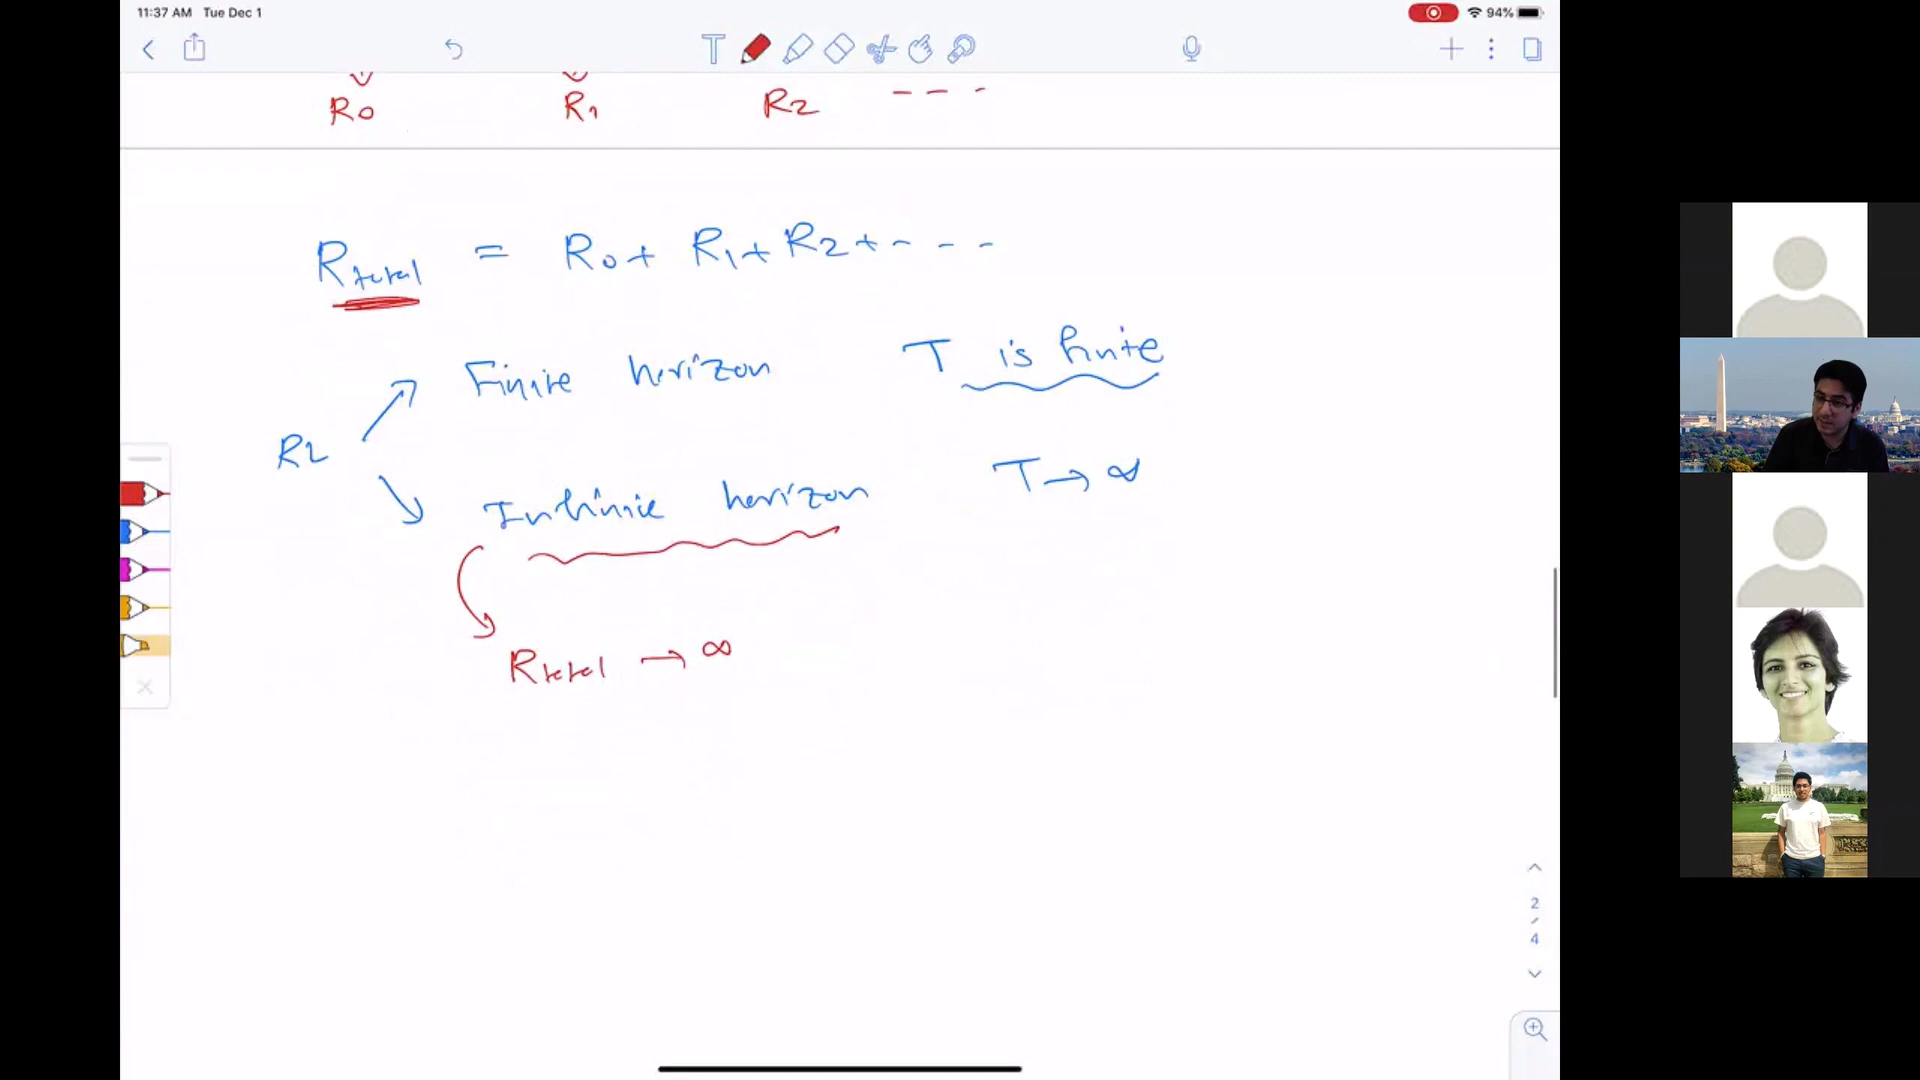 11:37 AM Tue Dec 1 94%
R0 R1 R2 - - -
Rtotal = R0 + R1 + R2 + - - -
Finite horizon T is finite
RL
Infinite horizon T → ∞
Rtotal → ∞
2
4